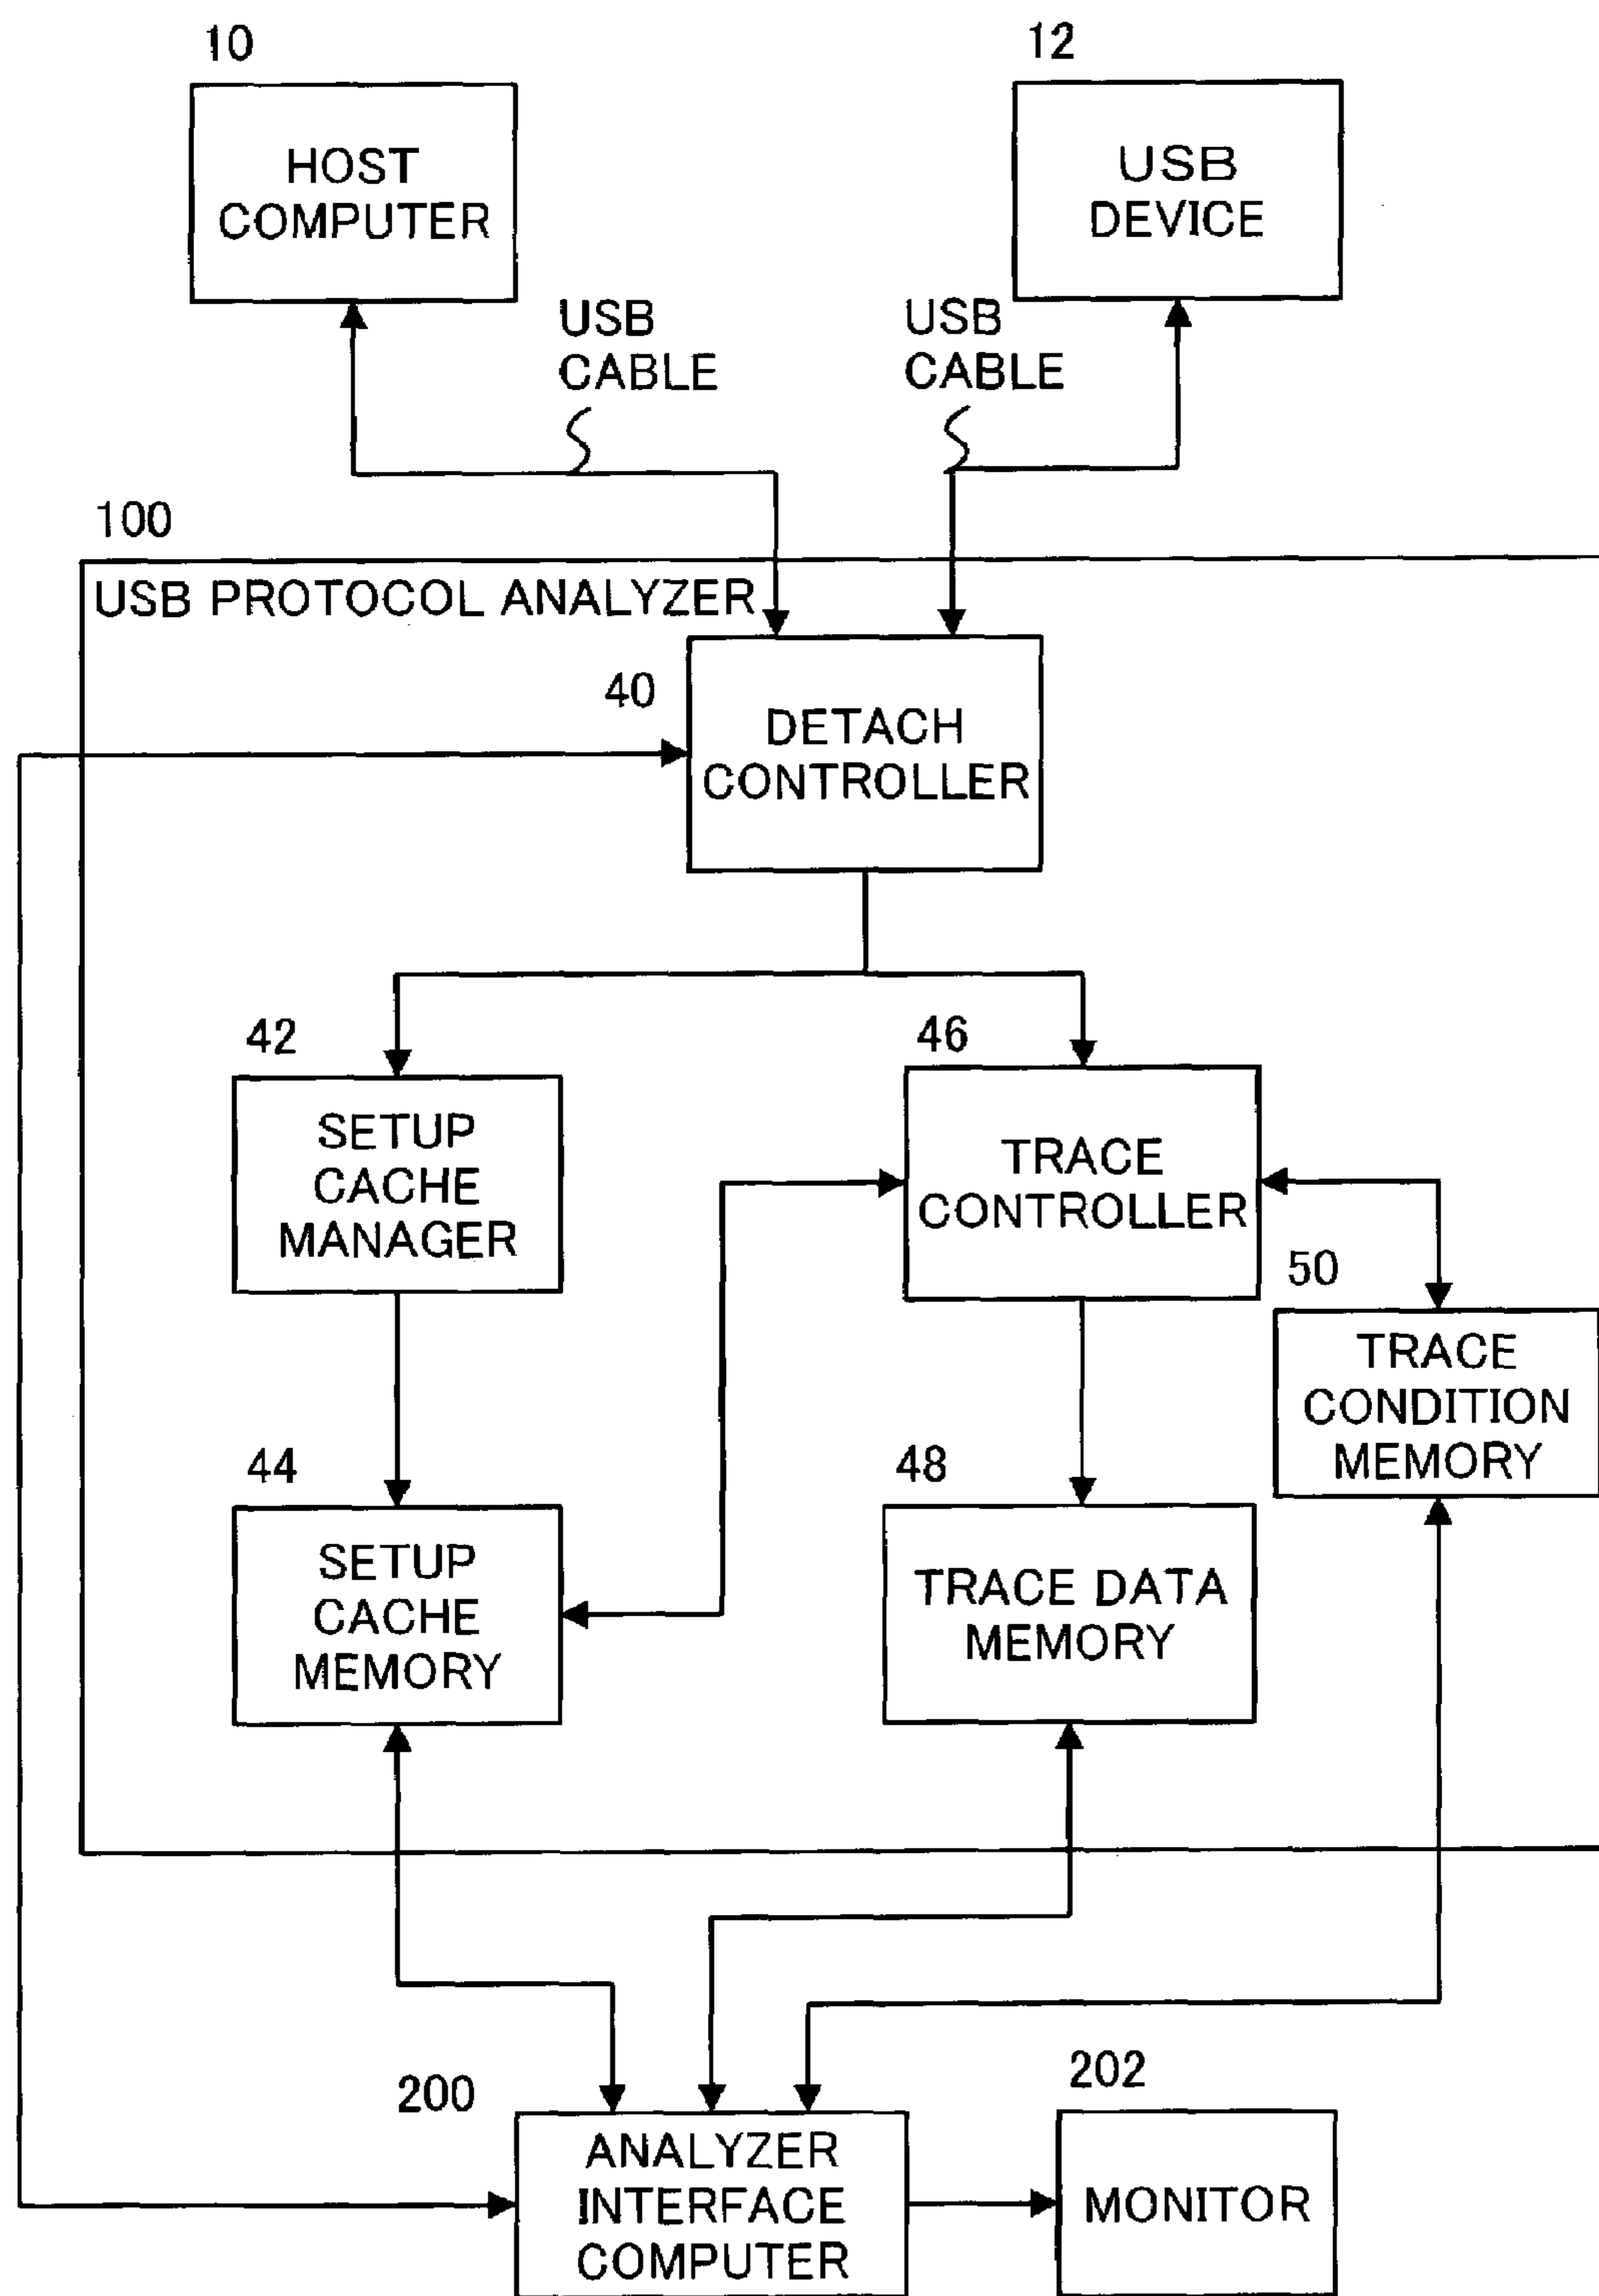 10
HOST
COMPUTER
12
USB
DEVICE
USB
CABLE
USB
CABLE
100
USB PROTOCOL ANALYZER
40
DETACH
CONTROLLER
42
SETUP
CACHE
MANAGER
46
TRACE
CONTROLLER
50
TRACE
CONDITION
MEMORY
44
SETUP
CACHE
MEMORY
48
TRACE DATA
MEMORY
200
ANALYZER
INTERFACE
COMPUTER
202
MONITOR